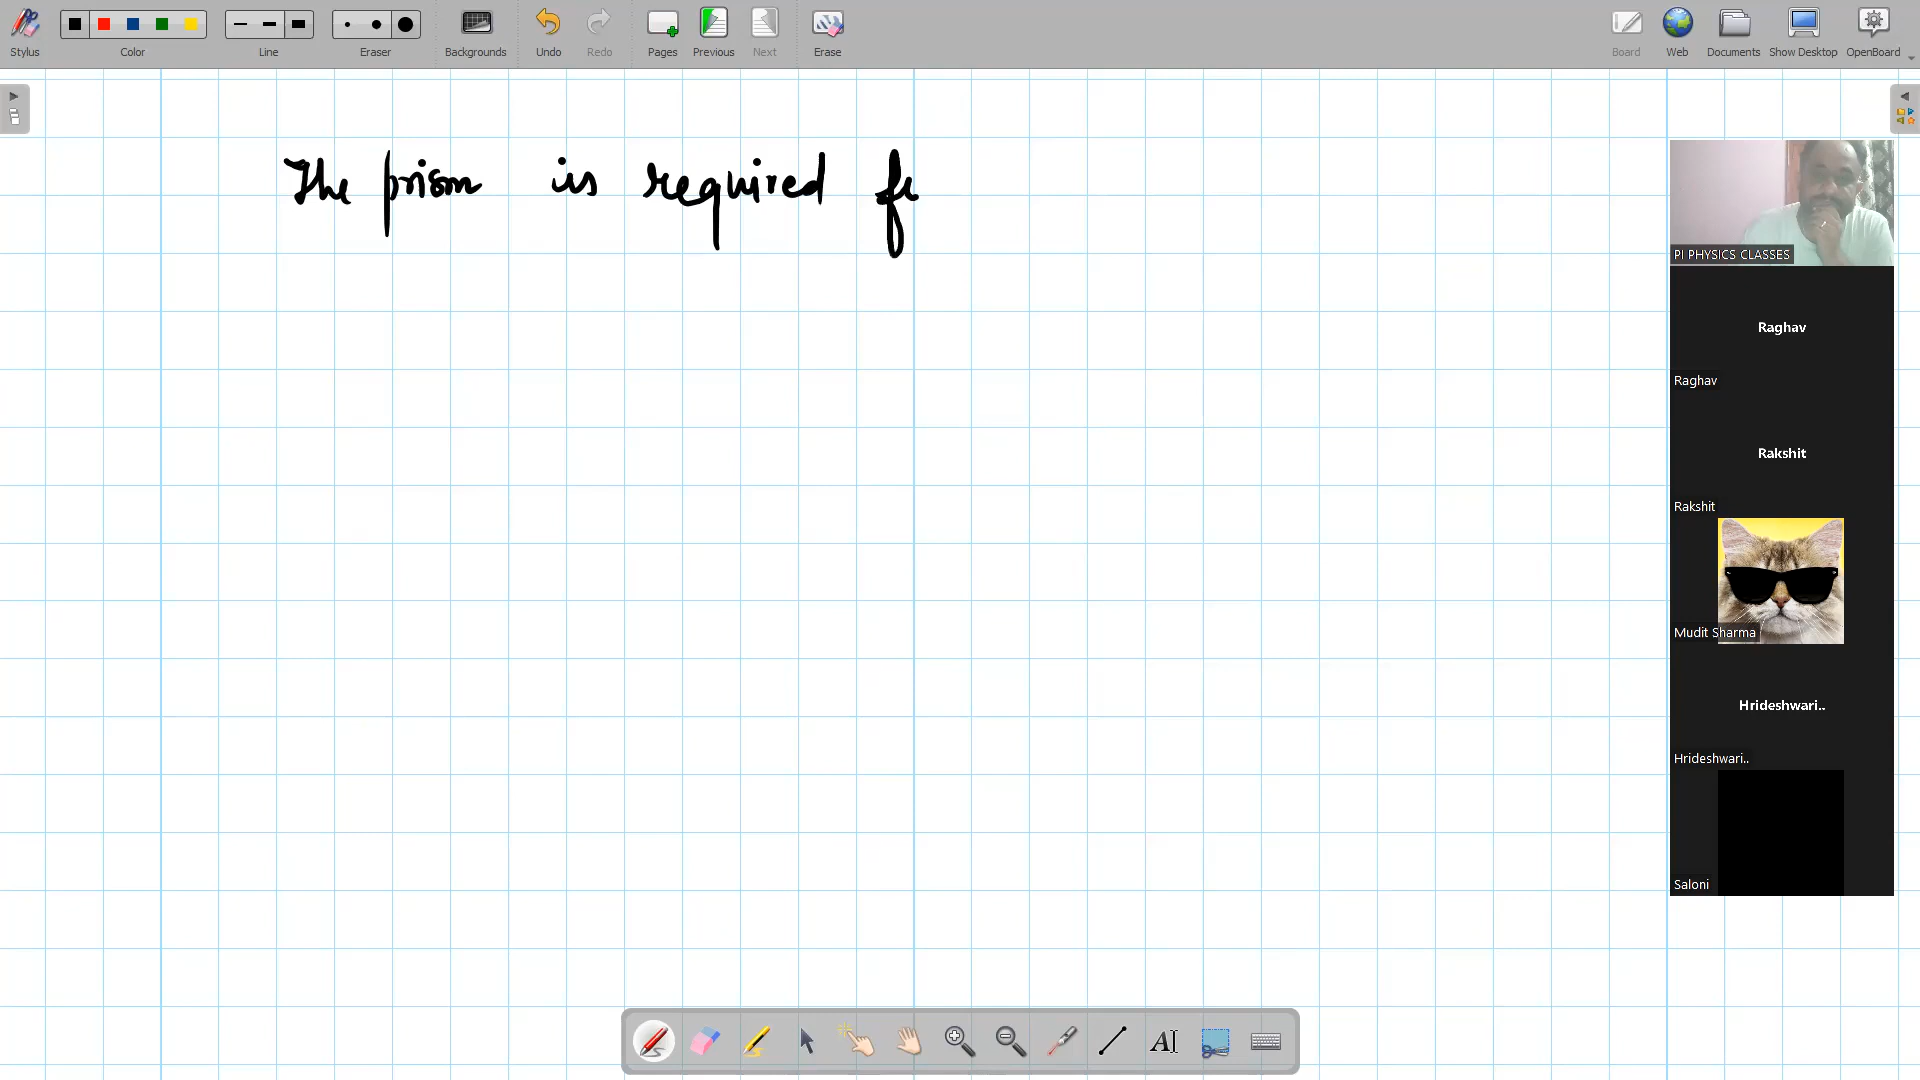 Stylus
Color
Line
Eraser
Backgrounds
Undo
Redo
Pages
Previous
Next
Erase
Board
Web
Documents
Show Desktop
OpenBoard
The prism is required
PI PHYSICS CLASSES
Raghav
Raghav
Rakshit
Rakshit
Mudit Sharma
Hrideshwari..
Hrideshwari..
Saloni